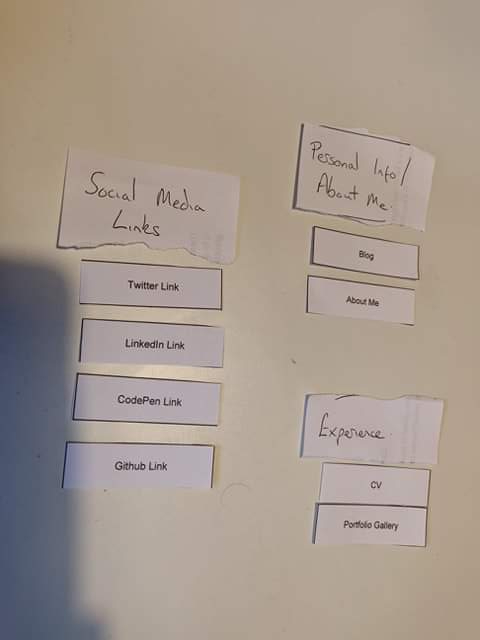 Social Media
Links
Twitter Link
LinkedIn Link
CodePen Link
Github Link
Personal Info/
About Me.
Blog
About Me
Experience.
CV
Portfolio Gallery